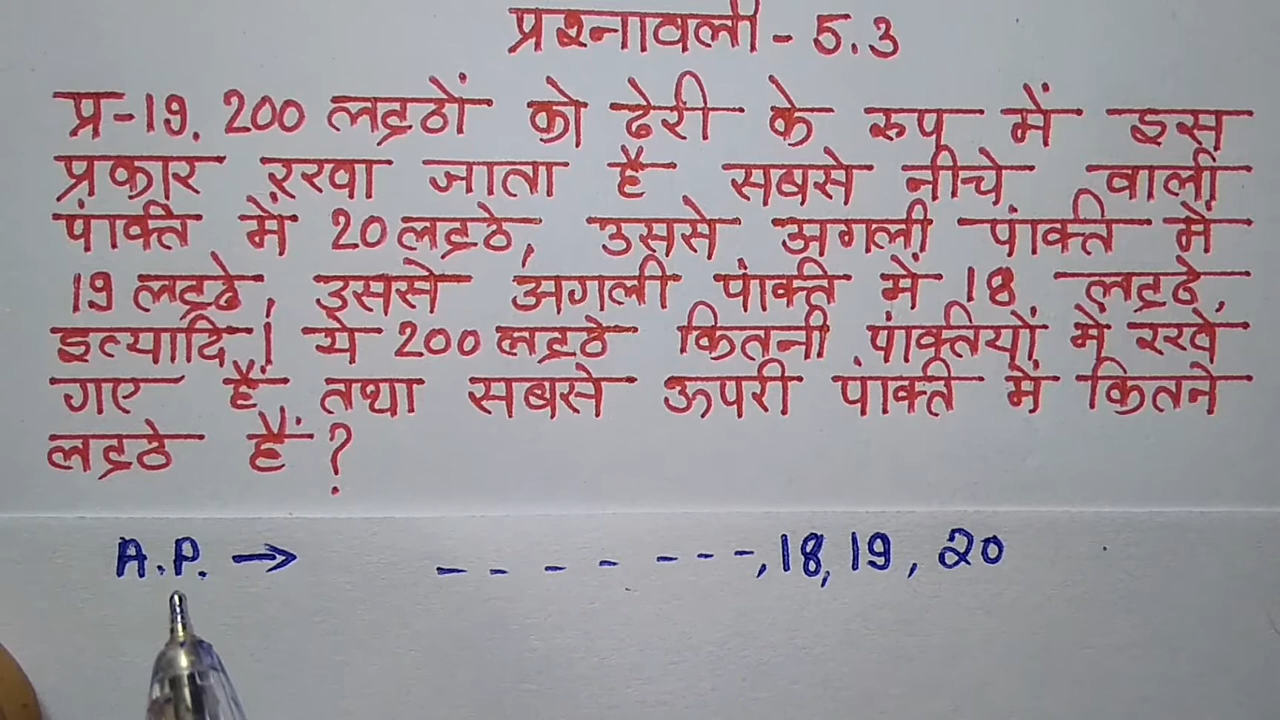 प्रश्नावली - 5.3
प्र-19. 200 लट्ठों को ढेरी के रुप में इस
प्रकार रखा जाता है सबसे नीचे वाली
पंक्ति में 20 लट्ठे, उससे अगली पंक्ति में
19 लट्ठे, उससे अगली पंक्ति में 18 लट्ठे,
इत्यादि। ये 200 लट्ठे कितनी पंक्तियों में रखें
गए हैं तथा सबसे ऊपरी पंक्ति में कितने
लट्ठे हैं ?
A.P. → - - - - - - -, 18, 19, 20